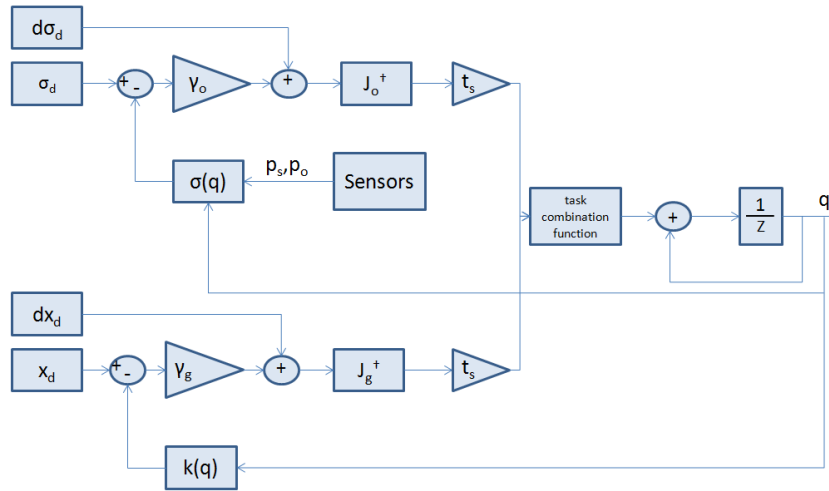 dσd
σd
+
-
γo
+
Jo†
ts
σ(q)
ps,po
Sensors
task
combination
function
+
1
Z
q
dxd
xd
+
-
γg
+
Jg†
ts
k(q)